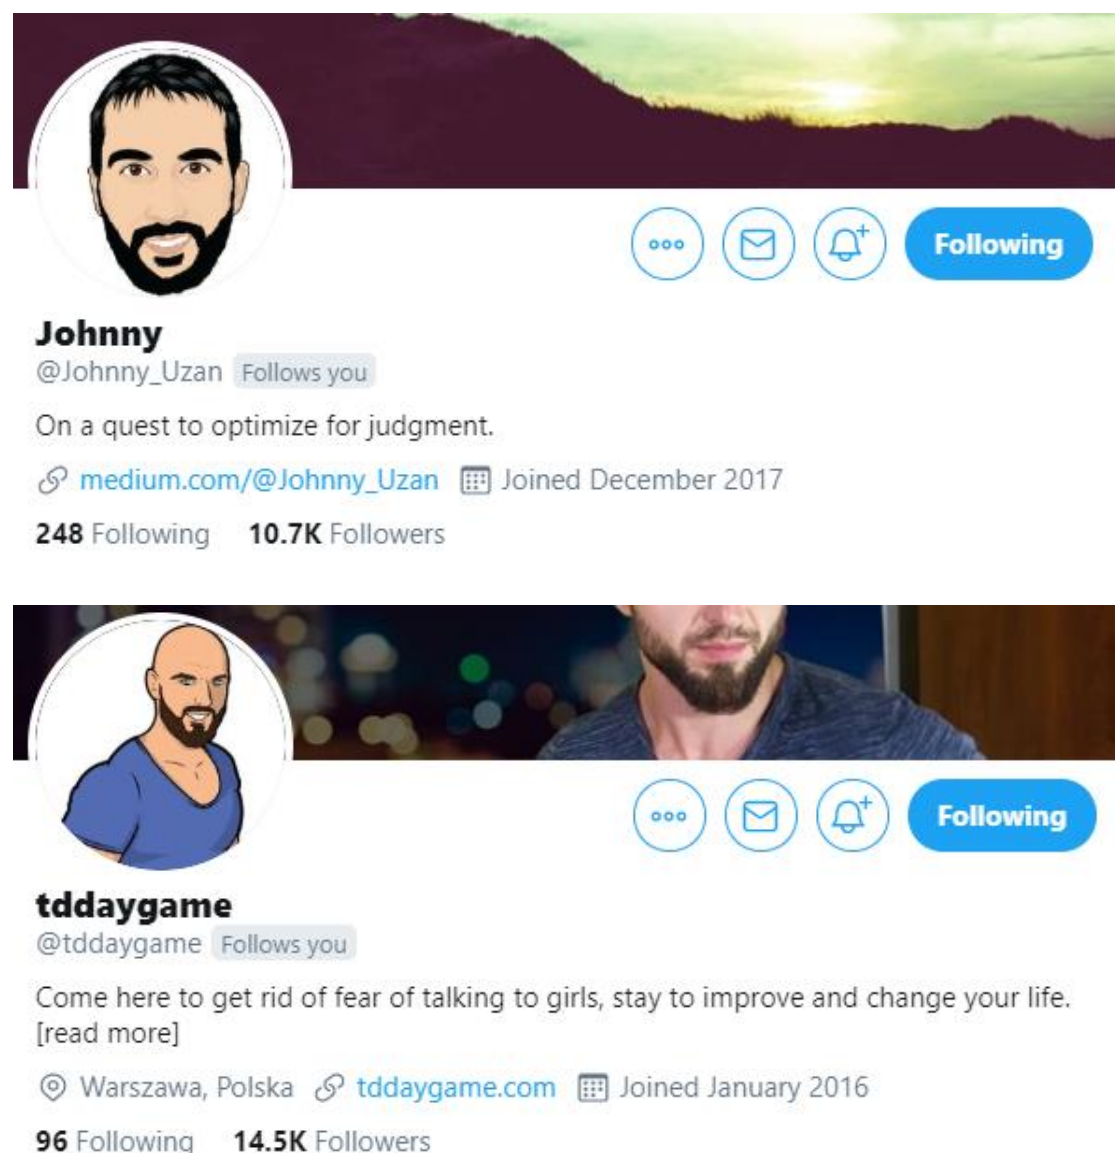 Following
Johnny
@Johnny_Uzan Follows you
On a quest to optimize for judgment.
medium.com/@Johnny_Uzan Joined December 2017
248 Following 10.7K Followers
Following
tddaygame
@tddaygame Follows you
Come here to get rid of fear of talking to girls, stay to improve and change your life.
[read more]
Warszawa, Polska tddaygame.com Joined January 2016
96 Following 14.5K Followers